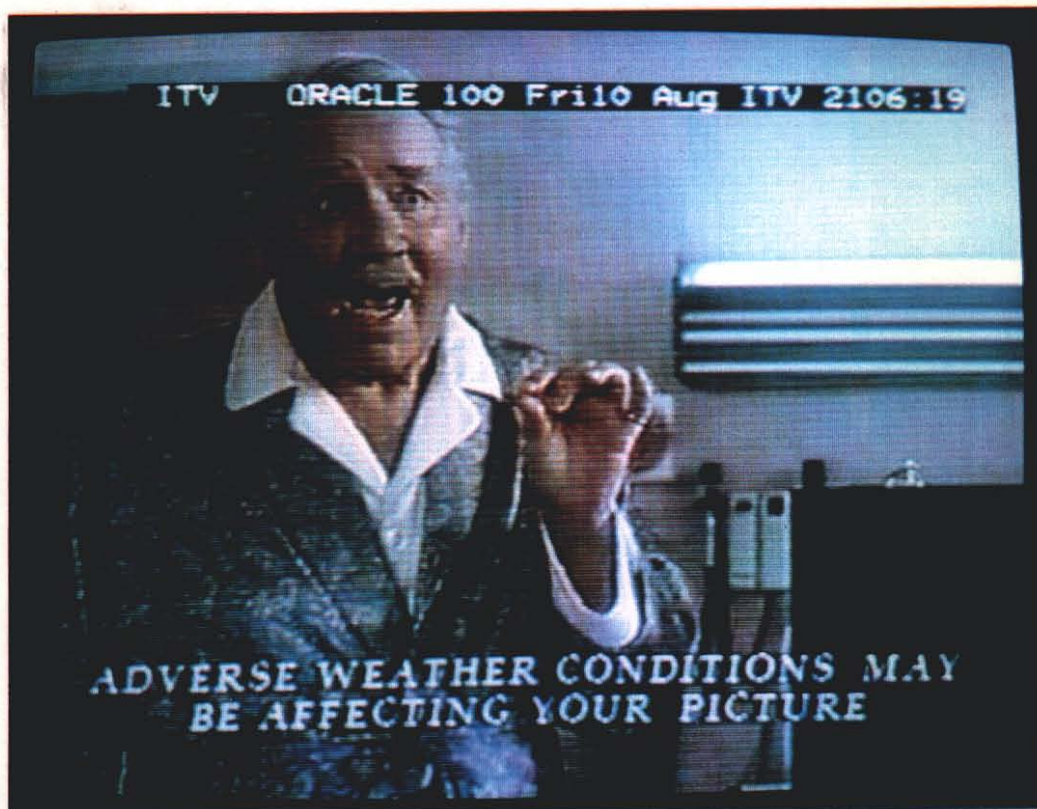 ITV ORACLE 100 Fri10 Aug ITV 2106:19
ADVERSE WEATHER CONDITIONS MAY
BE AFFECTING YOUR PICTURE